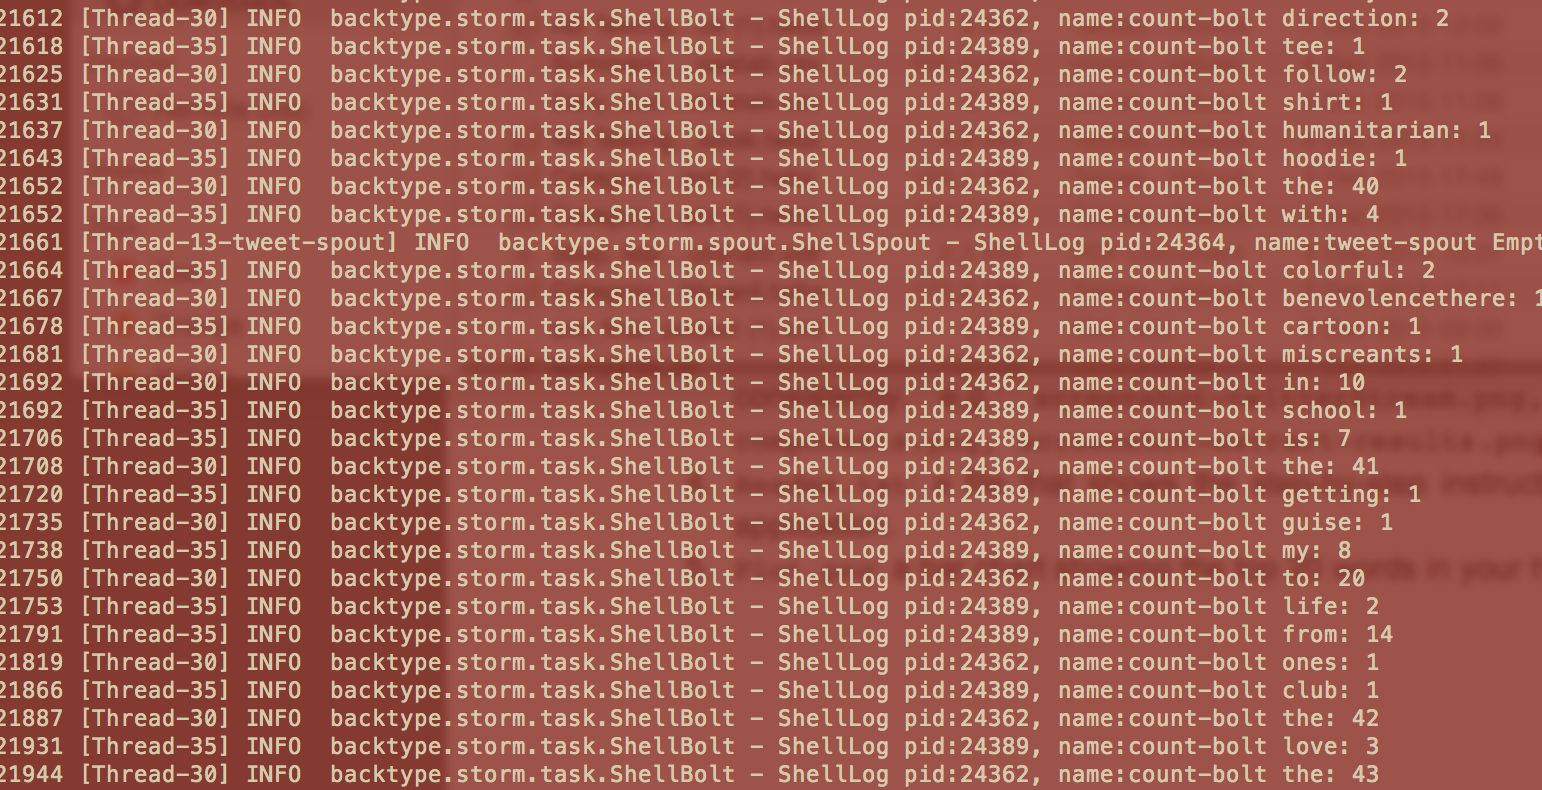 21612 [Thread-30] INFO  backtype.storm.task.ShellBolt - ShellLog pid:24362, name:count-bolt direction: 2
21618 [Thread-35] INFO  backtype.storm.task.ShellBolt - ShellLog pid:24389, name:count-bolt tee: 1
21625 [Thread-30] INFO  backtype.storm.task.ShellBolt - ShellLog pid:24362, name:count-bolt follow: 2
21631 [Thread-35] INFO  backtype.storm.task.ShellBolt - ShellLog pid:24389, name:count-bolt shirt: 1
21637 [Thread-30] INFO  backtype.storm.task.ShellBolt - ShellLog pid:24362, name:count-bolt humanitarian: 1
21643 [Thread-35] INFO  backtype.storm.task.ShellBolt - ShellLog pid:24389, name:count-bolt hoodie: 1
21652 [Thread-30] INFO  backtype.storm.task.ShellBolt - ShellLog pid:24362, name:count-bolt the: 40
21652 [Thread-35] INFO  backtype.storm.task.ShellBolt - ShellLog pid:24389, name:count-bolt with: 4
21661 [Thread-13-tweet-spout] INFO  backtype.storm.spout.ShellSpout - ShellLog pid:24364, name:tweet-spout Empt
21664 [Thread-35] INFO  backtype.storm.task.ShellBolt - ShellLog pid:24389, name:count-bolt colorful: 2
21667 [Thread-30] INFO  backtype.storm.task.ShellBolt - ShellLog pid:24362, name:count-bolt benevolencethere: 1
21678 [Thread-35] INFO  backtype.storm.task.ShellBolt - ShellLog pid:24389, name:count-bolt cartoon: 1
21681 [Thread-30] INFO  backtype.storm.task.ShellBolt - ShellLog pid:24362, name:count-bolt miscreants: 1
21692 [Thread-30] INFO  backtype.storm.task.ShellBolt - ShellLog pid:24362, name:count-bolt in: 10
21692 [Thread-35] INFO  backtype.storm.task.ShellBolt - ShellLog pid:24389, name:count-bolt school: 1
21706 [Thread-35] INFO  backtype.storm.task.ShellBolt - ShellLog pid:24389, name:count-bolt is: 7
21708 [Thread-30] INFO  backtype.storm.task.ShellBolt - ShellLog pid:24362, name:count-bolt the: 41
21720 [Thread-35] INFO  backtype.storm.task.ShellBolt - ShellLog pid:24389, name:count-bolt getting: 1
21735 [Thread-30] INFO  backtype.storm.task.ShellBolt - ShellLog pid:24362, name:count-bolt guise: 1
21738 [Thread-35] INFO  backtype.storm.task.ShellBolt - ShellLog pid:24389, name:count-bolt my: 8
21750 [Thread-30] INFO  backtype.storm.task.ShellBolt - ShellLog pid:24362, name:count-bolt to: 20
21753 [Thread-35] INFO  backtype.storm.task.ShellBolt - ShellLog pid:24389, name:count-bolt life: 2
21791 [Thread-35] INFO  backtype.storm.task.ShellBolt - ShellLog pid:24389, name:count-bolt from: 14
21819 [Thread-30] INFO  backtype.storm.task.ShellBolt - ShellLog pid:24362, name:count-bolt ones: 1
21866 [Thread-35] INFO  backtype.storm.task.ShellBolt - ShellLog pid:24389, name:count-bolt club: 1
21887 [Thread-30] INFO  backtype.storm.task.ShellBolt - ShellLog pid:24362, name:count-bolt the: 42
21931 [Thread-35] INFO  backtype.storm.task.ShellBolt - ShellLog pid:24389, name:count-bolt love: 3
21944 [Thread-30] INFO  backtype.storm.task.ShellBolt - ShellLog pid:24362, name:count-bolt the: 43